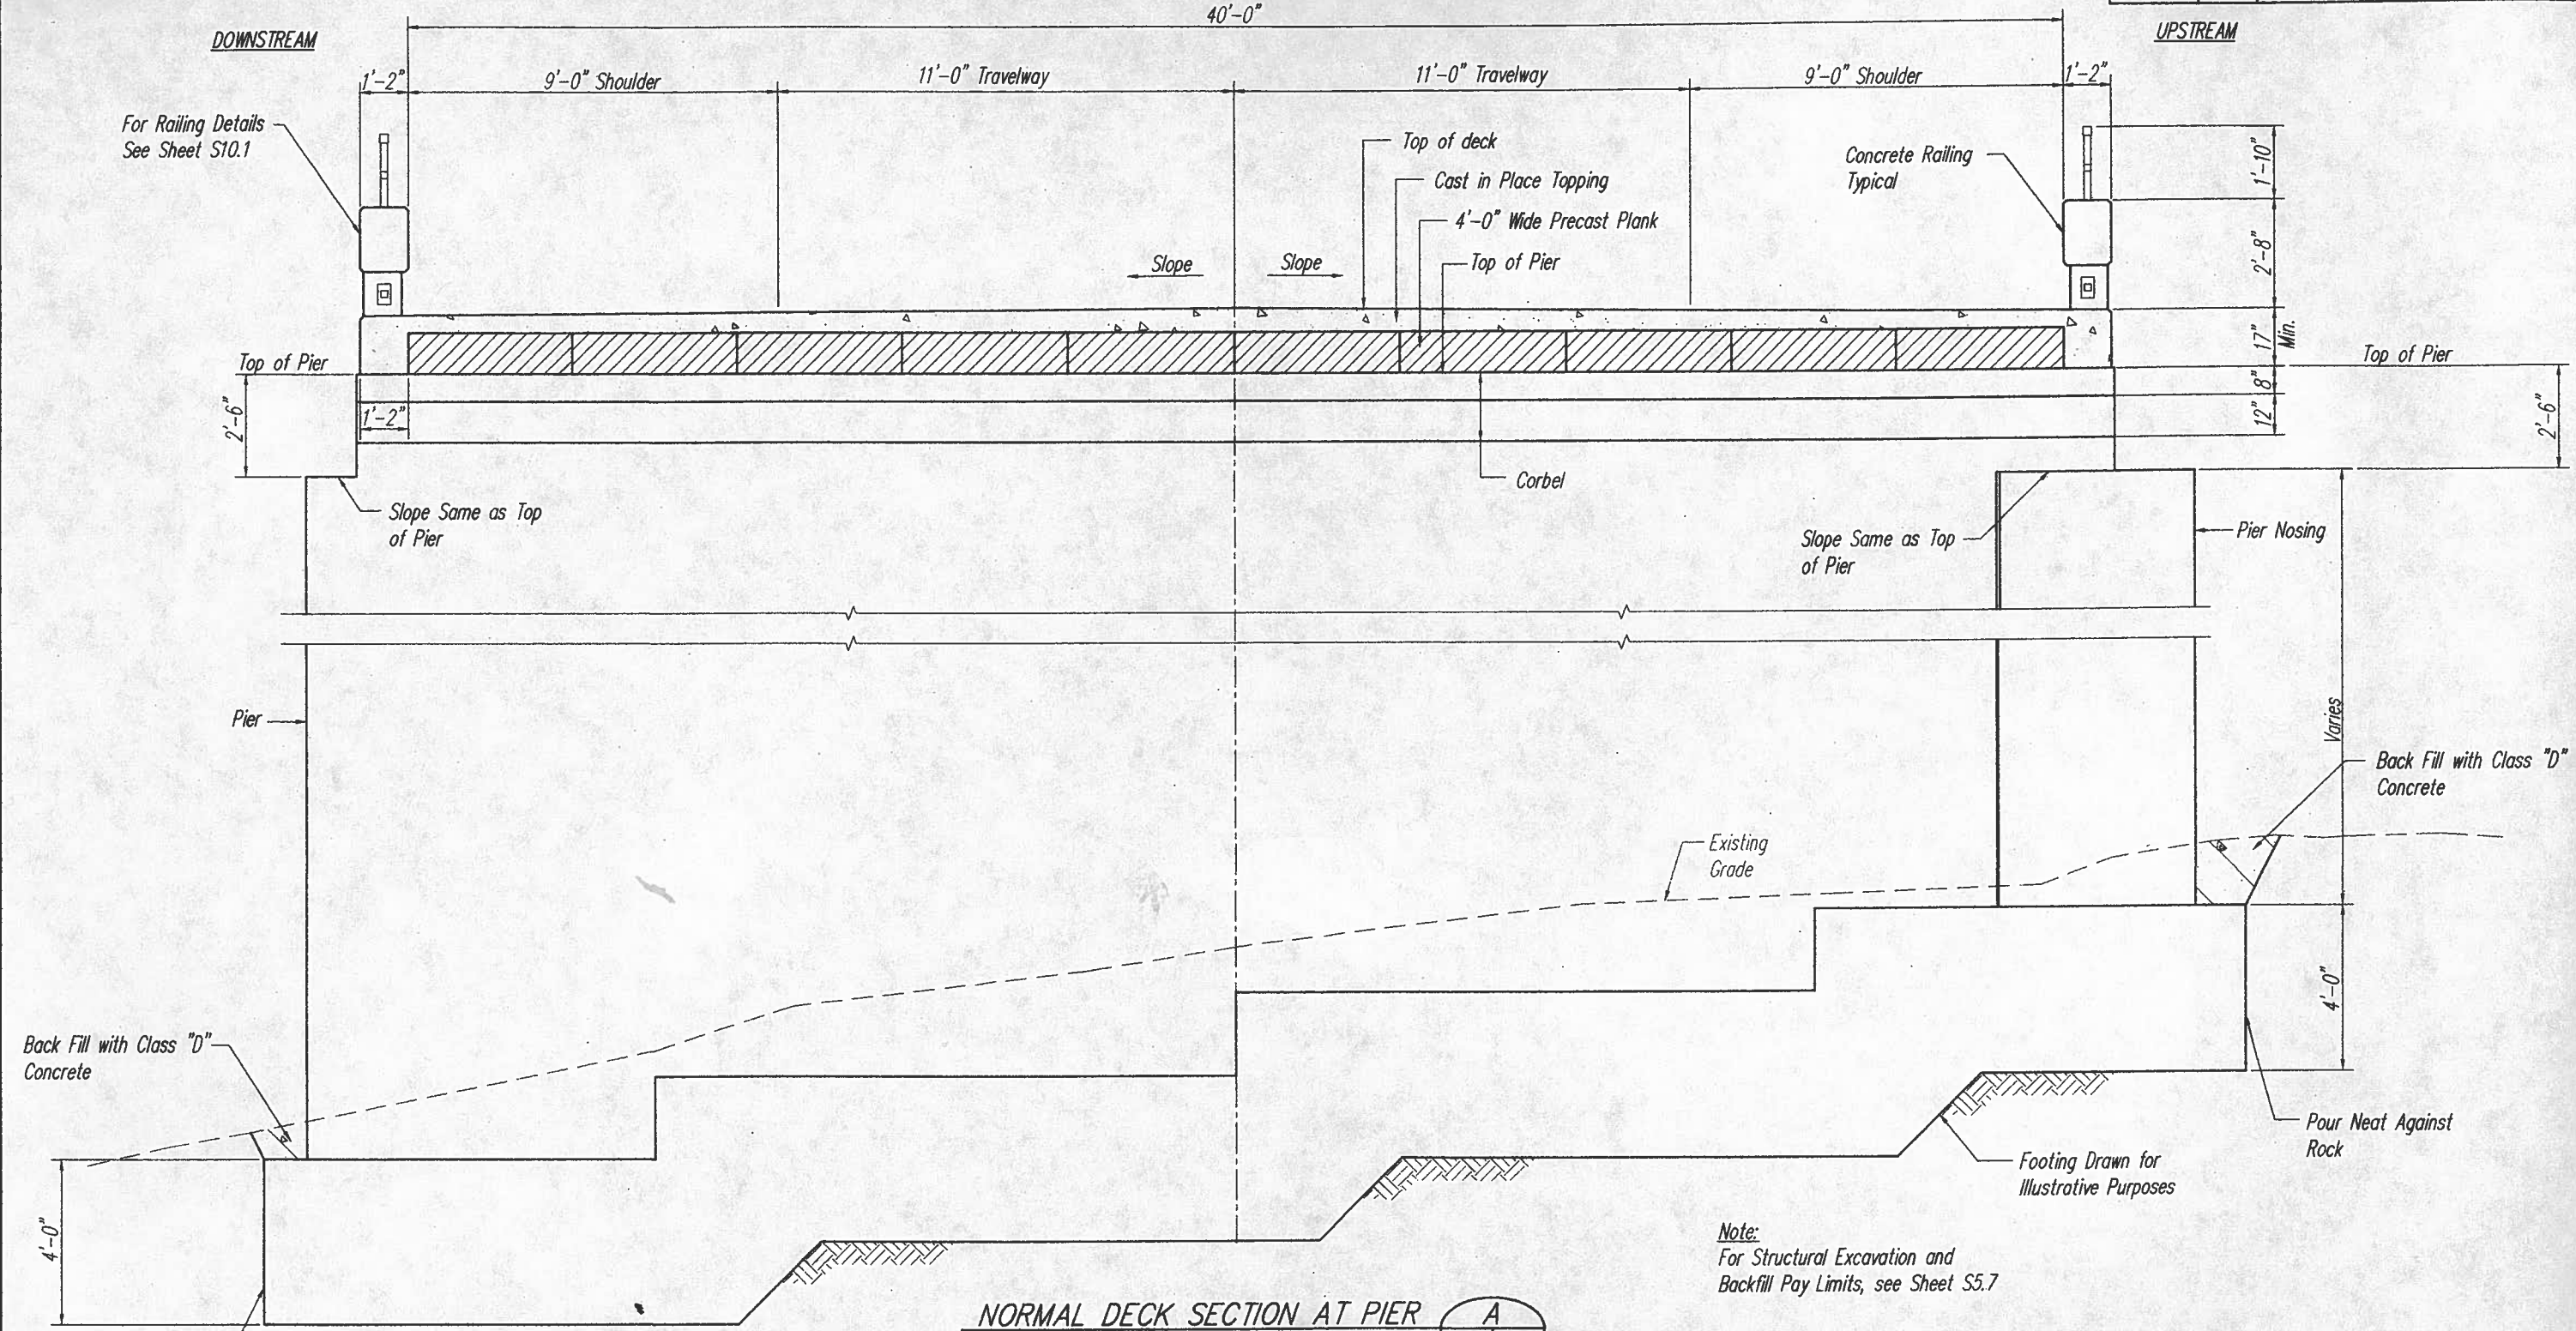 40'-0"
DOWNSTREAM
UPSTREAM
1'-2"
9'-0" Shoulder
11'-0" Travelway
11'-0" Travelway
9'-0" Shoulder
1'-2"
For Railing Details
See Sheet S10.1
Top of deck
Cast in Place Topping
4'-0" Wide Precast Plank
Top of Pier
Concrete Railing
Typical
1'-10"
2'-8"
17"
Min.
8"
12"
Slope
Slope
Top of Pier
Top of Pier
2'-6"
1'-2"
2'-6"
Corbel
Slope Same as Top
of Pier
Slope Same as Top
of Pier
Pier Nosing
Pier
Varies
Back Fill with Class "D"
Concrete
Existing
Grade
Back Fill with Class "D"
Concrete
4'-0"
Pour Neat Against
Rock
Footing Drawn for
Illustrative Purposes
4'-0"
Note:
For Structural Excavation and
Backfill Pay Limits, see Sheet S5.7
NORMAL DECK SECTION AT PIER
A